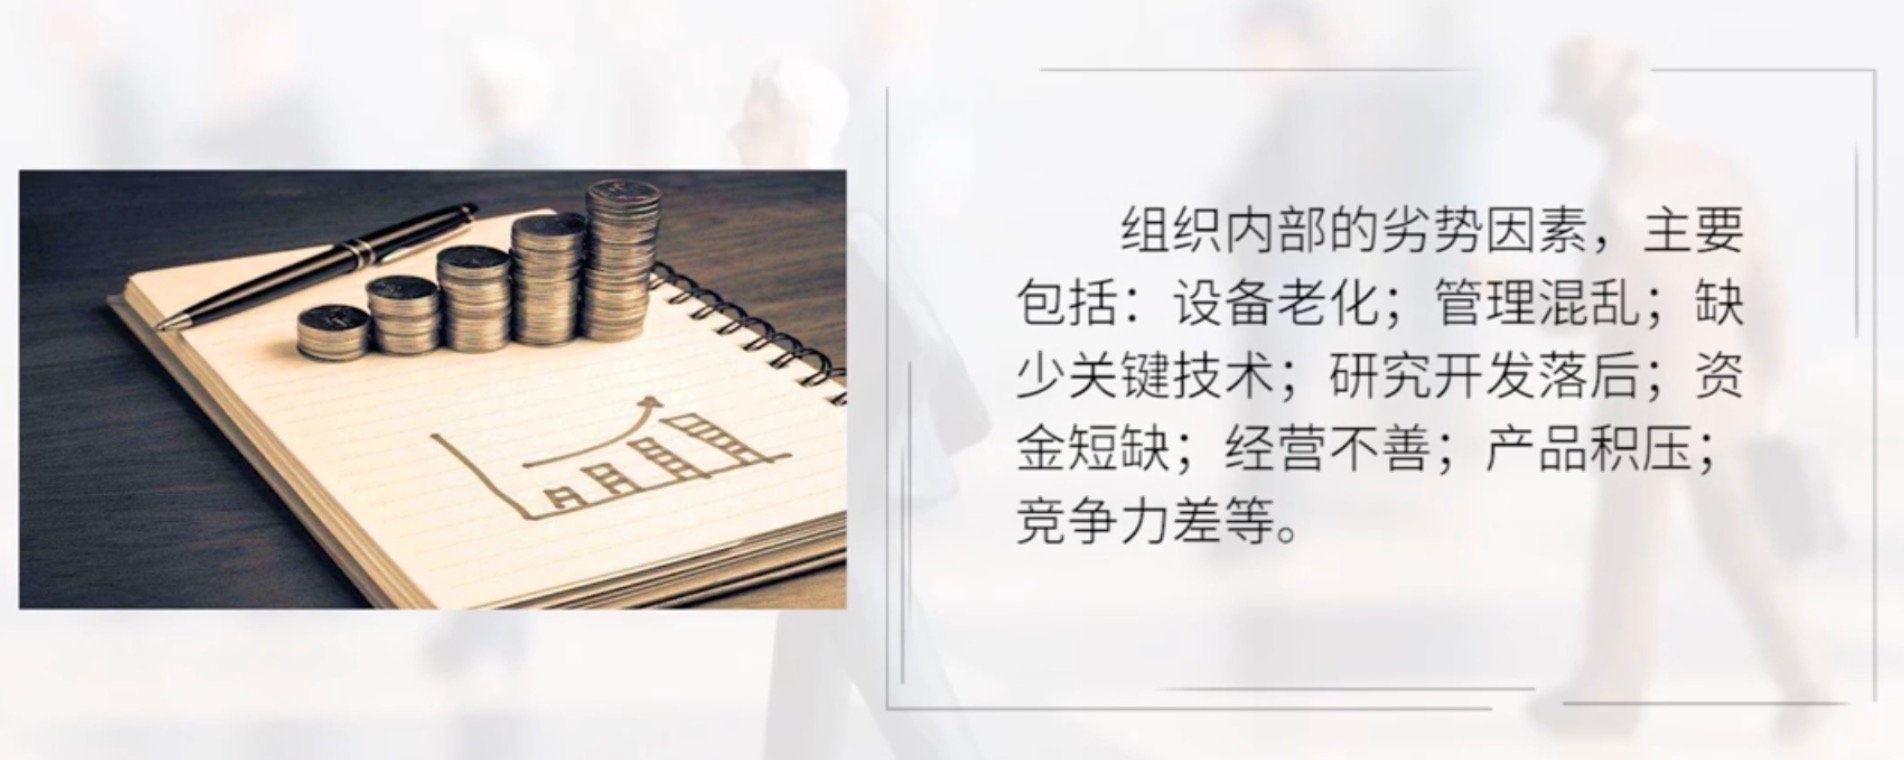 组织内部的劣势因素，主要
包括：设备老化；管理混乱；缺
少关键技术；研究开发落后；资
金短缺；经营不善；产品积压；
竞争力差等。